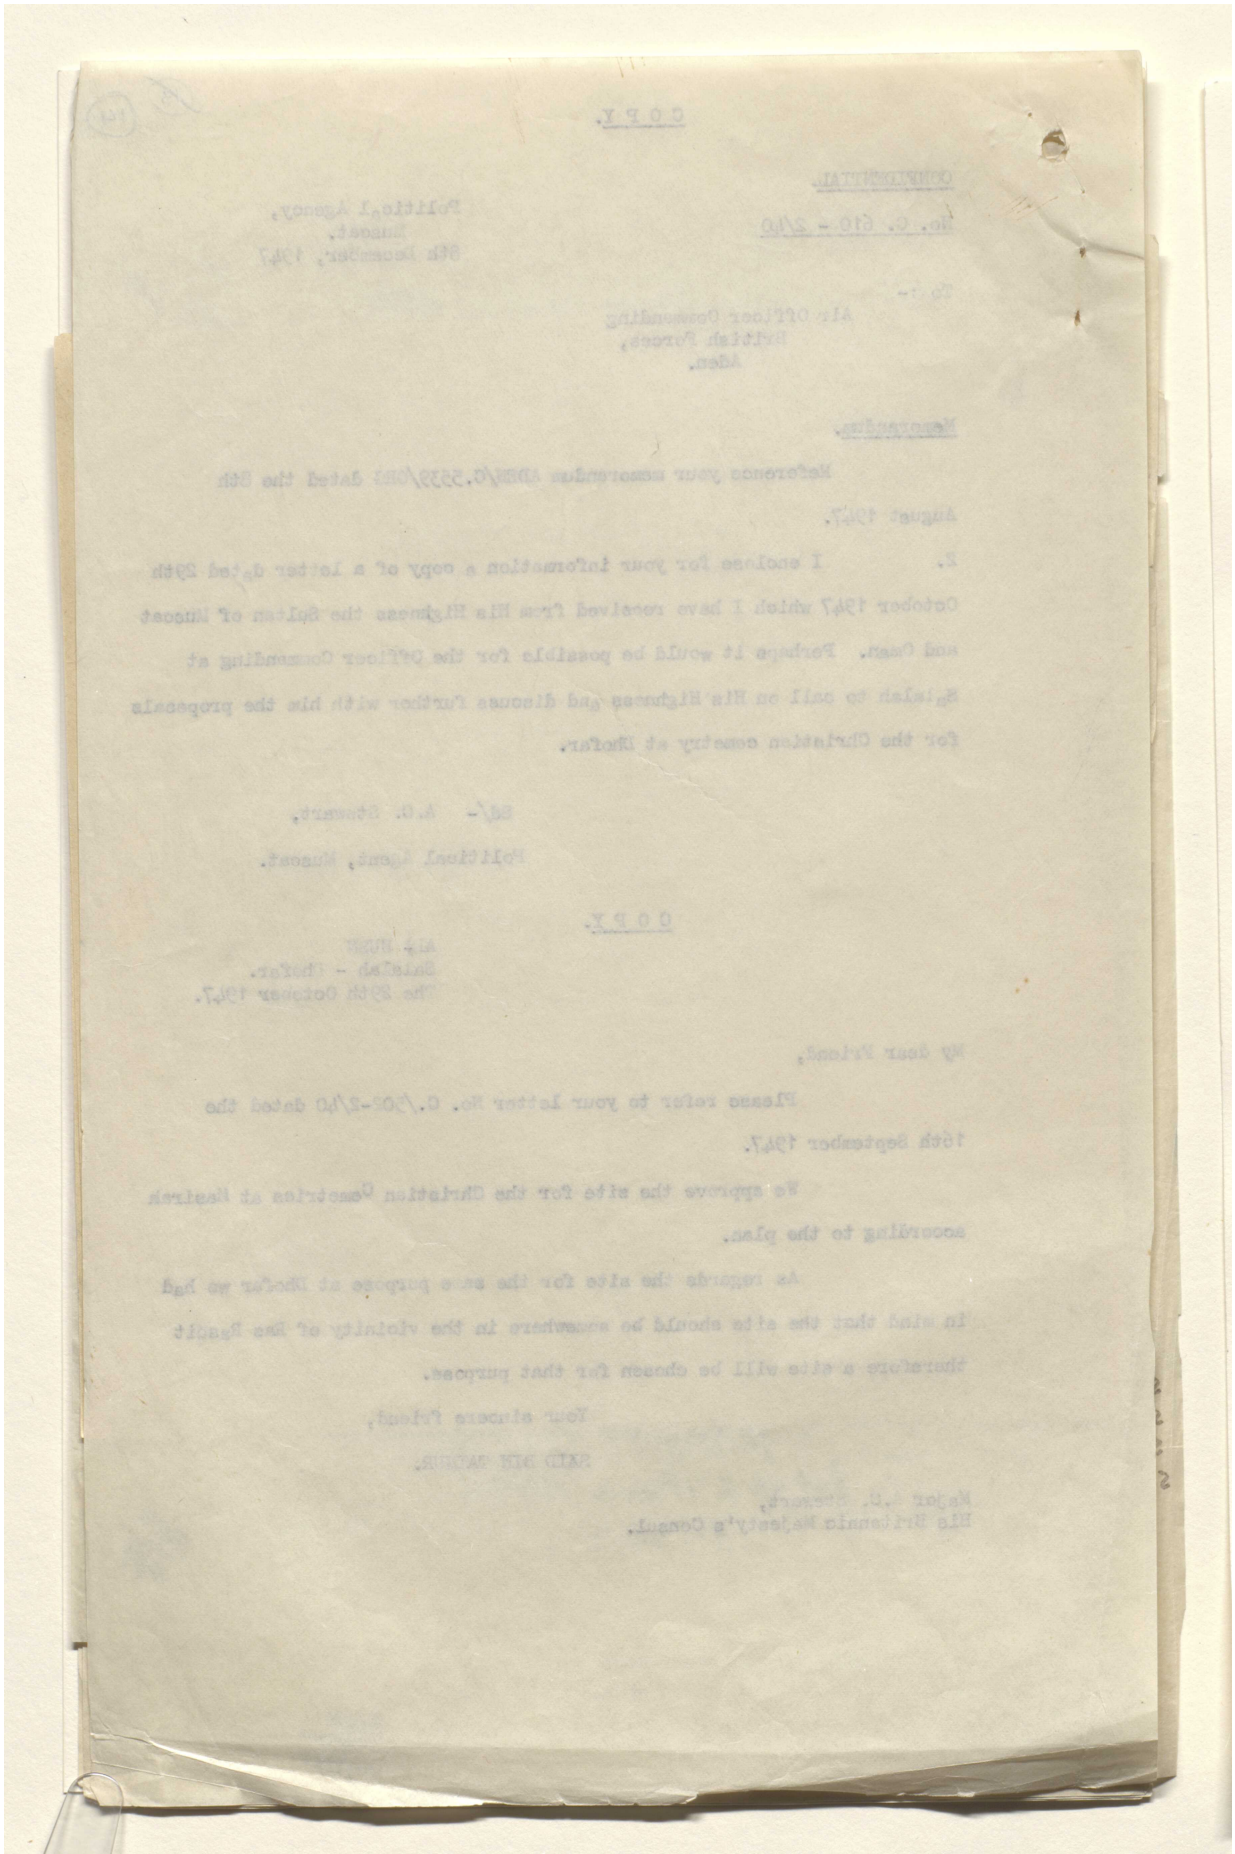 COPY.
CONFIDENTIAL.
No. C. 610 - 2/40
Political Agency,
Muscat.
8th December, 1947
To :-
Air Officer Commanding
British Forces,
Aden.
Memorandum.
Reference your memorandum ADEN/C.5539/ORG dated the 8th
August 1947.
2. I enclose for your information a copy of a letter dated 29th
October 1947 which I have received from His Highness the Sultan of Muscat
and Oman. Perhaps it would be possible for the Officer Commanding at
Salalah to call on His Highness and discuss further with him the proposals
for the Christian cemetry at Dhofar.
Sd/- A.C. Stewart,
Political Agent, Muscat.
COPY.
AL- HUSN
Salalah - Dhofar.
The 29th October 1947.
My dear Friend,
Please refer to your letter No. C./502-2/40 dated the
16th September 1947.
We approve the site for the Christian Cemetries at Masirah
according to the plan.
As regards the site for the same purpose at Dhofar we had
in mind that the site should be somewhere in the vicinity of Ras Raait
therefore a site will be chosen for that purpose.
Your sincere friend,
SAID BIN TAIMUR.
Major A.C. Stewart,
His Britannic Majesty's Consul.